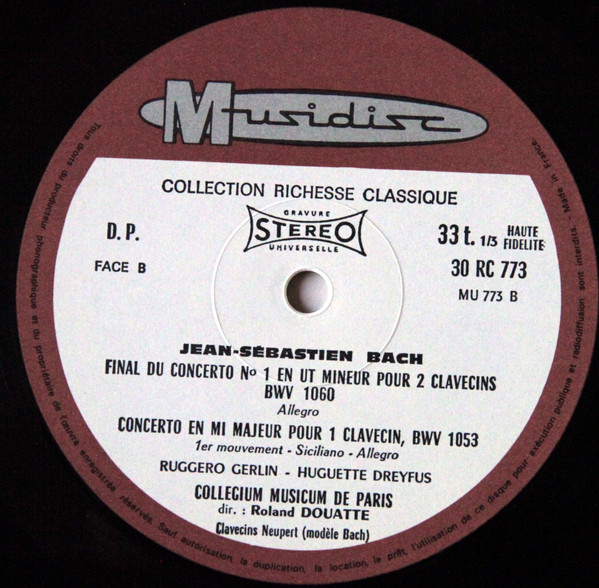 Musidisc
COLLECTION RICHESSE CLASSIQUE
GRAVURE
STEREO
UNIVERSELLE
D. P.
33 t. 1/3 HAUTE FIDELITE
FACE B
30 RC 773
MU 773 B
JEAN-SÉBASTIEN BACH
FINAL DU CONCERTO No 1 EN UT MINEUR POUR 2 CLAVECINS
BWV 1060
Allegro
CONCERTO EN MI MAJEUR POUR 1 CLAVECIN, BWV 1053
1er mouvement - Siciliano - Allegro
RUGGERO GERLIN - HUGUETTE DREYFUS
COLLEGIUM MUSICUM DE PARIS
dir. : Roland DOUATTE
Clavecins Neupert (modèle Bach)
Tous droits du producteur phonographique et du propriétaire de l'œuvre enregistrée réservés. Sauf autorisation, la duplication, la location, le prêt, l'utilisation de ce disque pour exécution publique et radiodiffusion sont interdits. - Made in France.